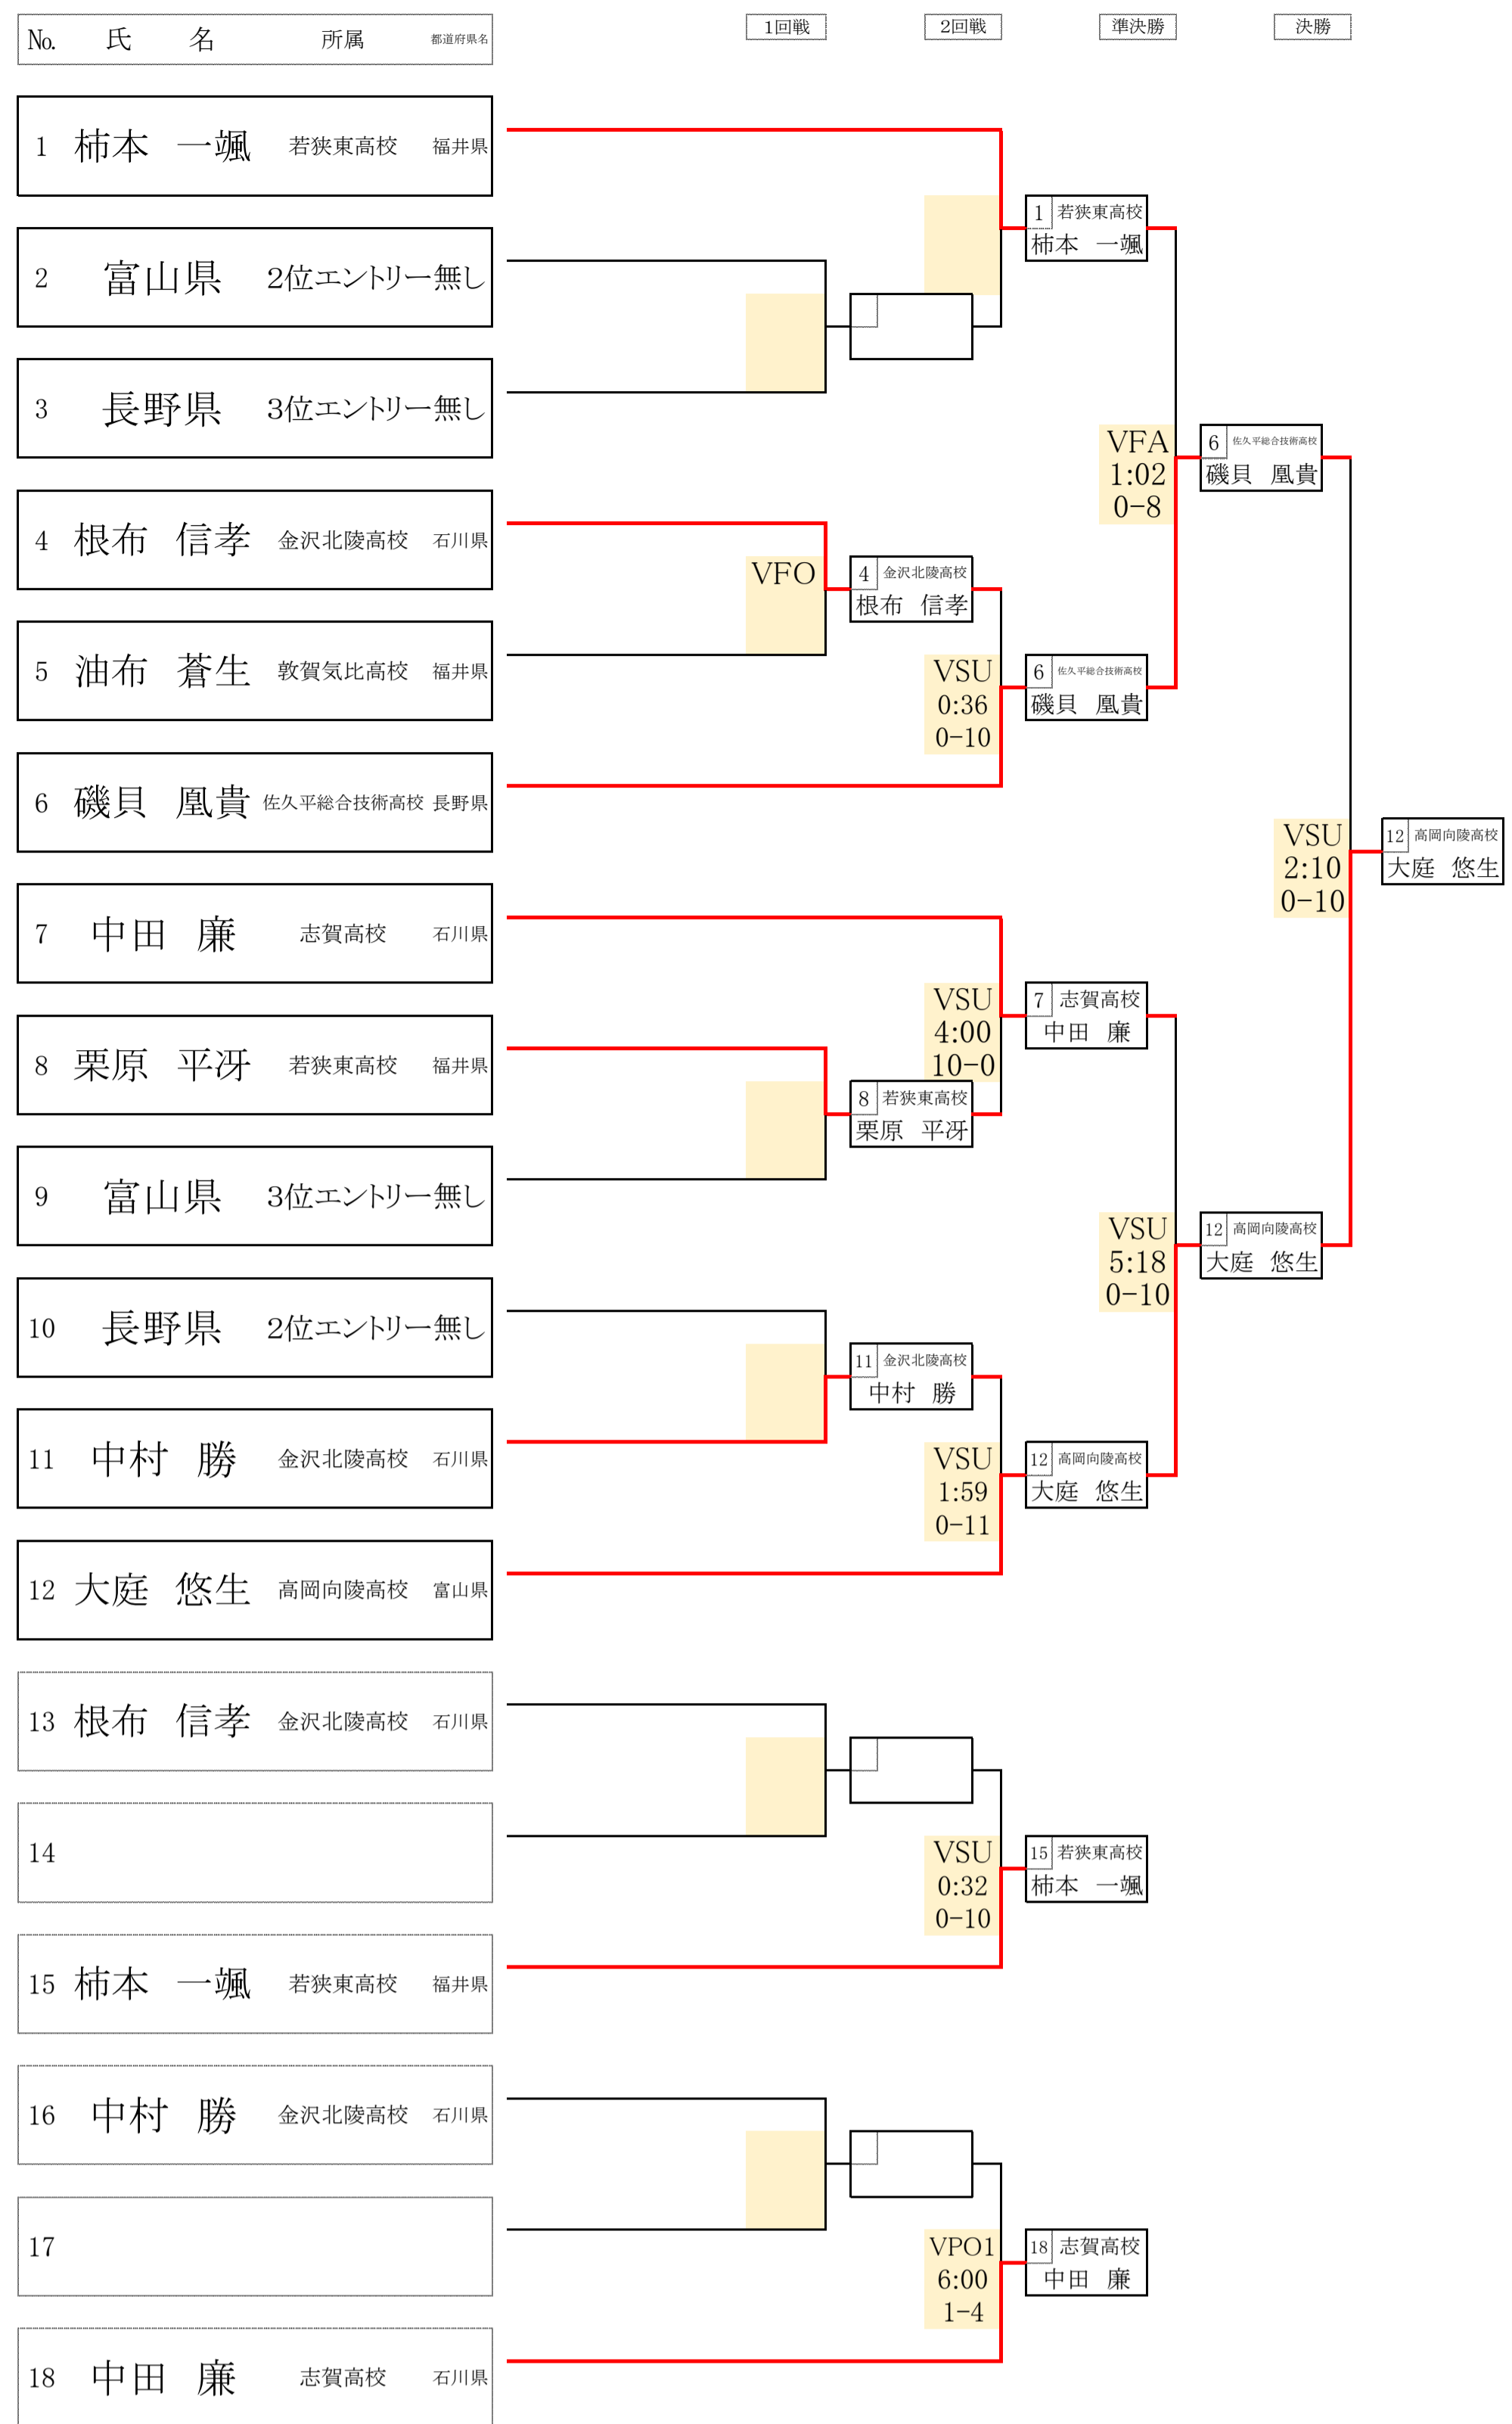 No. 氏 名 所属 都道府県名 1回戦 2回戦 準決勝 決勝
1 柿本 一颯 若狭東高校 福井県
1 若狭東高校
柿本 一颯
2 富山県 2位エントリー無し
3 長野県 3位エントリー無し
VFA
1:02
0-8
6 佐久平総合技術高校
磯貝 凰貴
4 根布 信孝 金沢北陵高校 石川県
VFO
4 金沢北陵高校
根布 信孝
5 油布 蒼生 敦賀気比高校 福井県
VSU
0:36
0-10
6 佐久平総合技術高校
磯貝 凰貴
6 磯貝 凰貴 佐久平総合技術高校 長野県
VSU
2:10
0-10
12 高岡向陵高校
大庭 悠生
7 中田 廉 志賀高校 石川県
VSU
4:00
10-0
7 志賀高校
中田 廉
8 栗原 平冴 若狭東高校 福井県
8 若狭東高校
栗原 平冴
9 富山県 3位エントリー無し
VSU
5:18
0-10
12 高岡向陵高校
大庭 悠生
10 長野県 2位エントリー無し
11 金沢北陵高校
中村 勝
11 中村 勝 金沢北陵高校 石川県
VSU
1:59
0-11
12 高岡向陵高校
大庭 悠生
12 大庭 悠生 高岡向陵高校 富山県
13 根布 信孝 金沢北陵高校 石川県
14
VSU
0:32
0-10
15 若狭東高校
柿本 一颯
15 柿本 一颯 若狭東高校 福井県
16 中村 勝 金沢北陵高校 石川県
17
VPO1
6:00
1-4
18 志賀高校
中田 廉
18 中田 廉 志賀高校 石川県